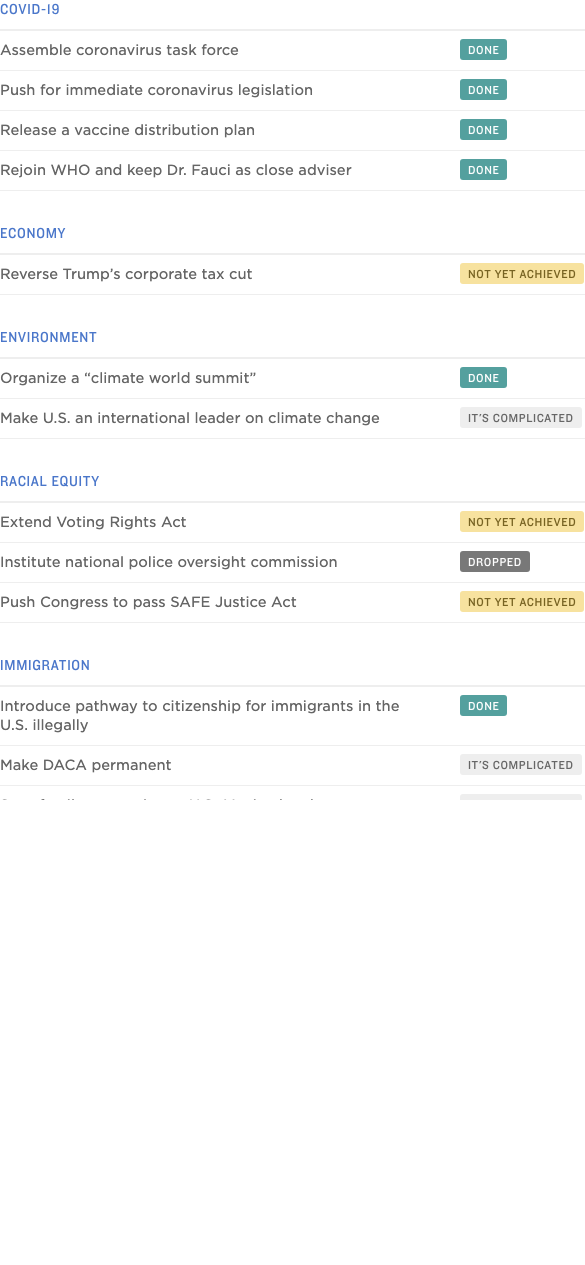 COVID-19
Assemble coronavirus task force DONE
Push for immediate coronavirus legislation DONE
Release a vaccine distribution plan DONE
Rejoin WHO and keep Dr. Fauci as close adviser DONE
ECONOMY
Reverse Trump’s corporate tax cut NOT YET ACHIEVED
ENVIRONMENT
Organize a “climate world summit” DONE
Make U.S. an international leader on climate change IT’S COMPLICATED
RACIAL EQUITY
Extend Voting Rights Act NOT YET ACHIEVED
Institute national police oversight commission DROPPED
Push Congress to pass SAFE Justice Act NOT YET ACHIEVED
IMMIGRATION
Introduce pathway to citizenship for immigrants in the DONE
U.S. illegally
Make DACA permanent IT’S COMPLICATED